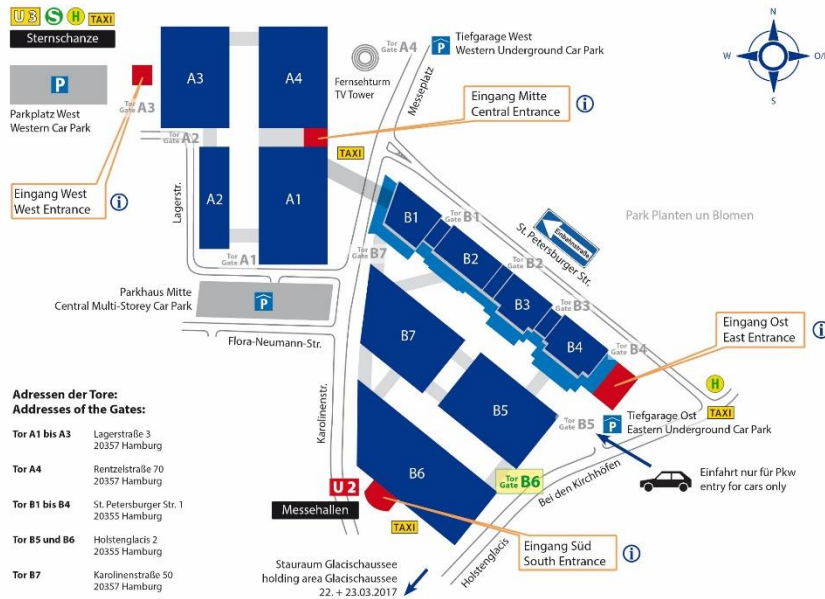 U3 S H TAXI
Sternschanze
P
Parkplatz West
Western Car Park
Tor
Gate A3
A3
A4
Fernsehturm
TV Tower
Tor
Gate A4
Messeplatz
P
Tiefgarage West
Western Underground Car Park
N
W
O/E
S
Eingang Mitte
Central Entrance
i
Tor
Gate A2
TAXI
Eingang West
West Entrance
i
Lagerstr.
A2
A1
B1
Tor
Gate B1
Einbahnstraße
Park Planten un Blomen
St. Petersburger Str.
Tor
Gate A1
Tor
Gate B7
B2
Tor
Gate B2
Parkhaus Mitte
Central Multi-Storey Car Park
P
B3
Tor
Gate B3
Flora-Neumann-Str.
B7
B4
Tor
Gate B4
Eingang Ost
East Entrance
i
Karolinenstr.
H
TAXI
B5
Tor
Gate B5
P
Tiefgarage Ost
Eastern Underground Car Park
B6
Tor
Gate B6
Bei den Kirchhöfen
Einfahrt nur für Pkw
entry for cars only
U2
Messehallen
TAXI
Holstenglacis
Eingang Süd
South Entrance
i
Stauraum Glacischaussee
holding area Glacischaussee
22. + 23.03.2017
Adressen der Tore:
Addresses of the Gates:
Tor A1 bis A3 Lagerstraße 3
20357 Hamburg
Tor A4 Rentzelstraße 70
20357 Hamburg
Tor B1 bis B4 St. Petersburger Str. 1
20355 Hamburg
Tor B5 und B6 Holstenglacis 2
20355 Hamburg
Tor B7 Karolinenstraße 50
20357 Hamburg